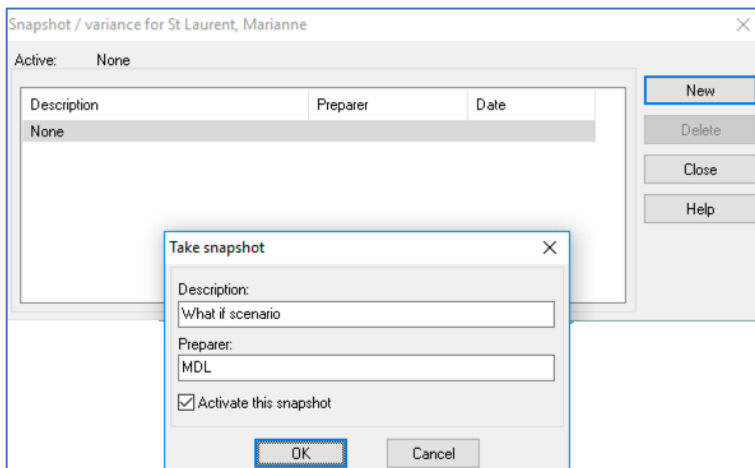 Snapshot / variance for St Laurent, Marianne
Active: None
Description Preparer Date
None
New
Delete
Close
Help
Take snapshot
Description:
What if scenario
Preparer:
MDL
Activate this snapshot
OK Cancel